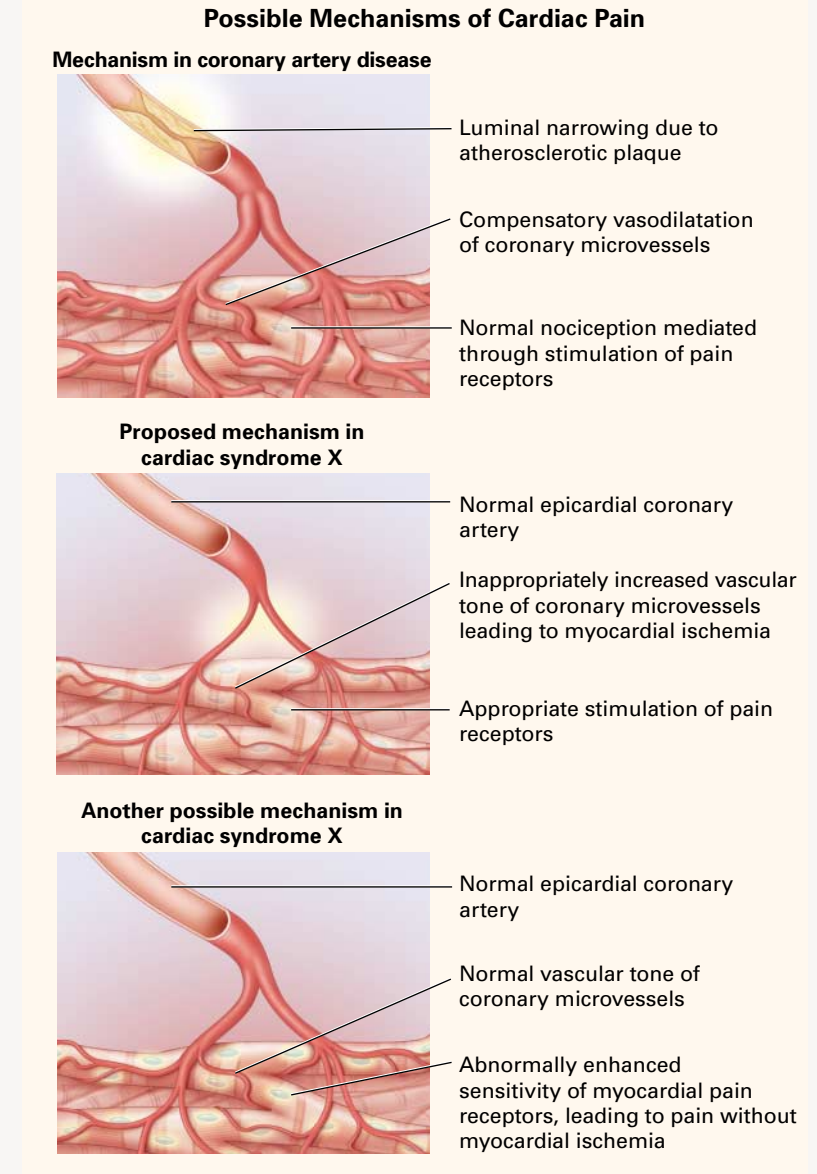 Possible Mechanisms of Cardiac Pain
Mechanism in coronary artery disease
Luminal narrowing due to
atherosclerotic plaque
Compensatory vasodilatation
of coronary microvessels
Normal nociception mediated
through stimulation of pain
receptors
Proposed mechanism in
cardiac syndrome X
Normal epicardial coronary
artery
Inappropriately increased vascular
tone of coronary microvessels
leading to myocardial ischemia
Appropriate stimulation of pain
receptors
Another possible mechanism in
cardiac syndrome X
Normal epicardial coronary
artery
Normal vascular tone of
coronary microvessels
Abnormally enhanced
sensitivity of myocardial pain
receptors, leading to pain without
myocardial ischemia